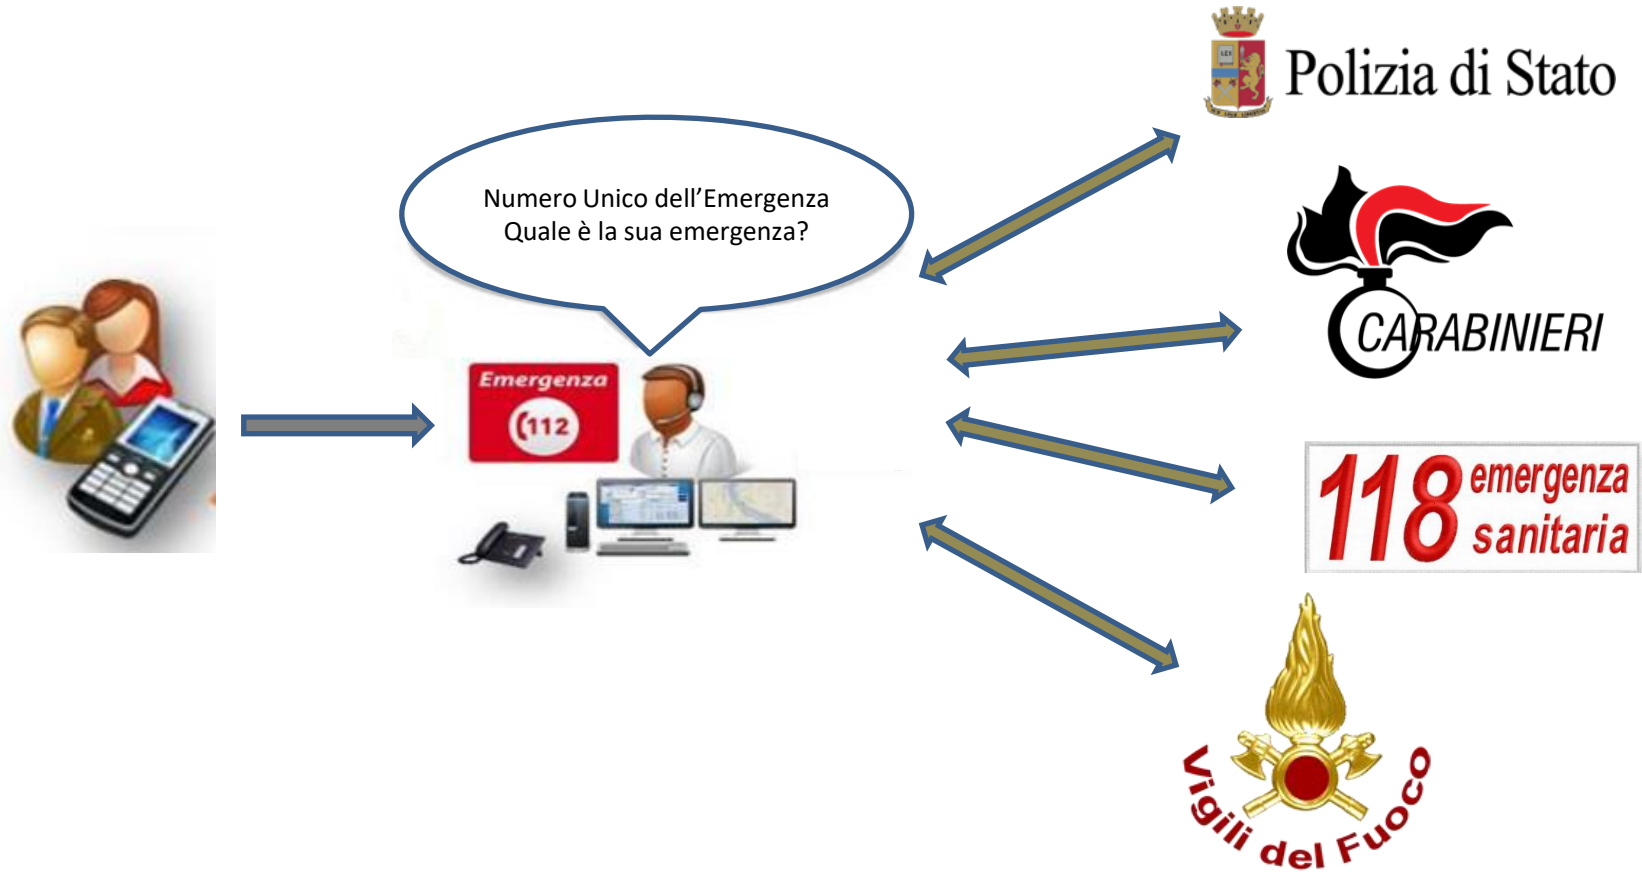 Polizia di Stato
Numero Unico dell'Emergenza
Quale è la sua emergenza?
CARABINIERI
Emergenza
112
118 emergenza
sanitaria
Vigili del Fuoco